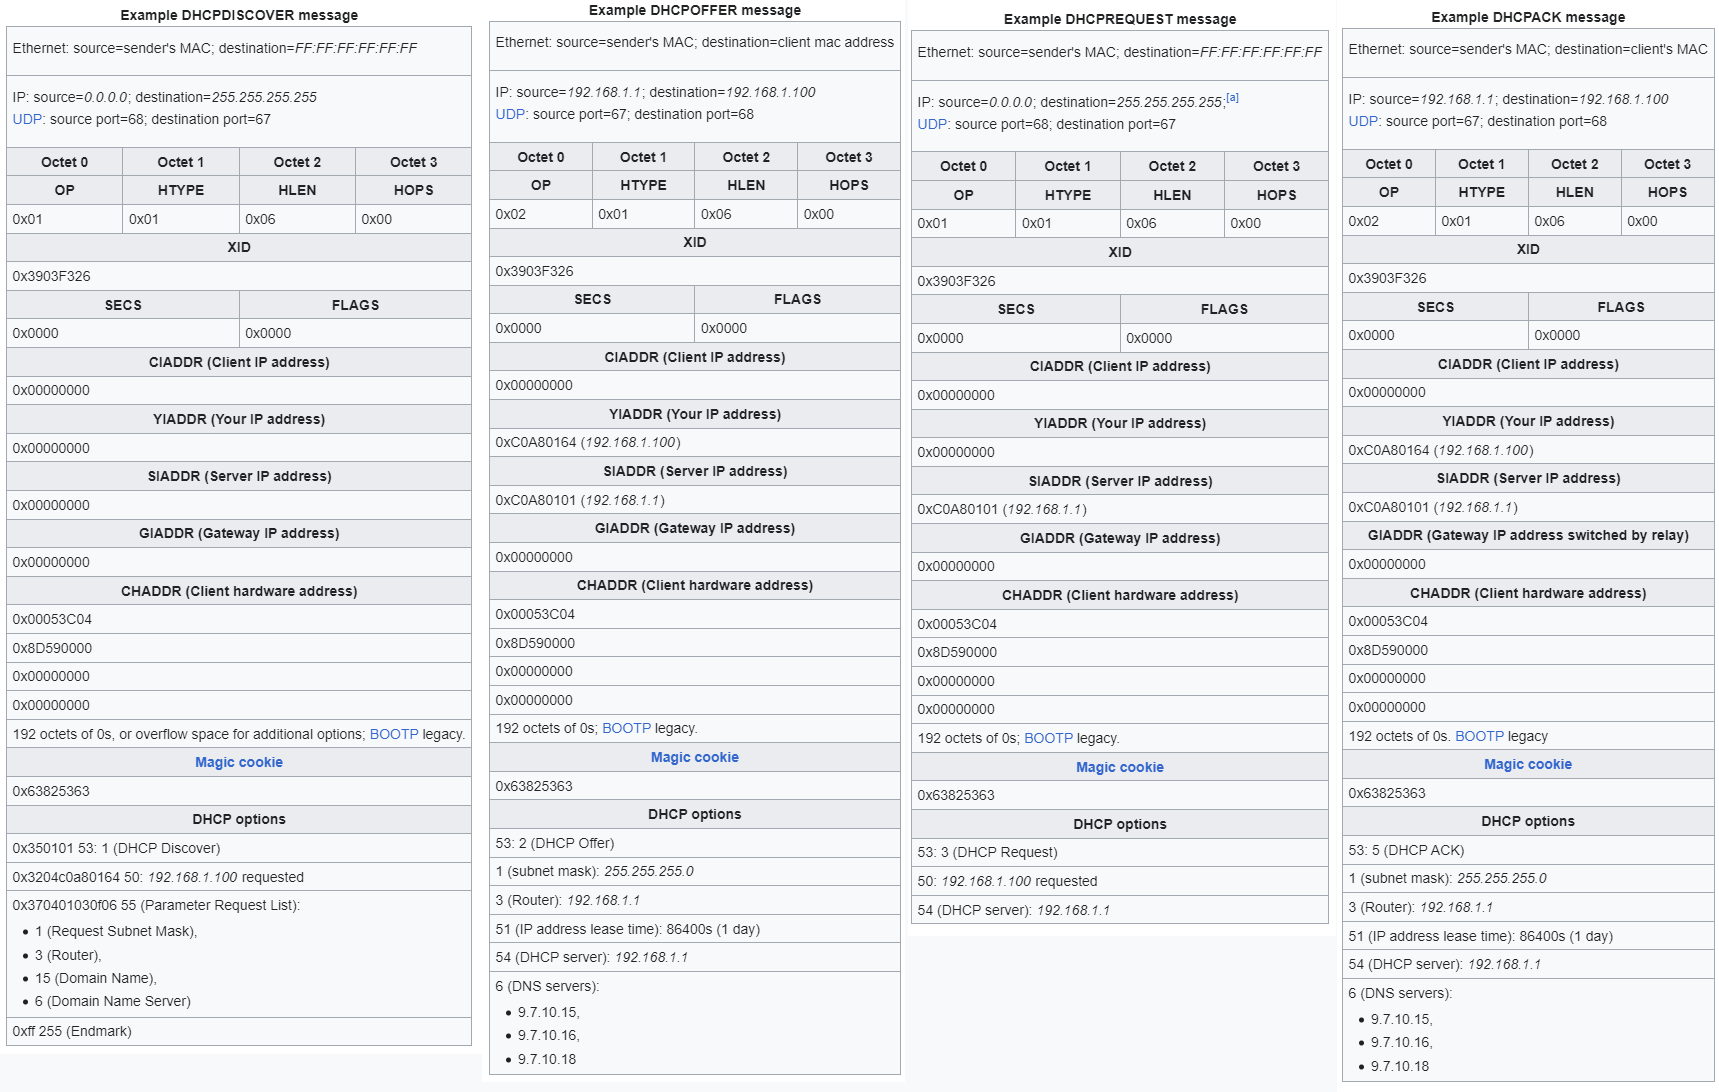 Example DHCPDISCOVER message
Ethernet: source=sender's MAC; destination=FF:FF:FF:FF:FF:FF
IP: source=0.0.0.0; destination=255.255.255.255
UDP: source port=68; destination port=67
Octet 0 Octet 1 Octet 2 Octet 3
OP HTYPE HLEN HOPS
0x01 0x01 0x06 0x00
XID
0x3903F326
SECS FLAGS
0x0000 0x0000
CIADDR (Client IP address)
0x00000000
YIADDR (Your IP address)
0x00000000
SIADDR (Server IP address)
0x00000000
GIADDR (Gateway IP address)
0x00000000
CHADDR (Client hardware address)
0x00053C04
0x8D590000
0x00000000
0x00000000
192 octets of 0s, or overflow space for additional options; BOOTP legacy.
Magic cookie
0x63825363
DHCP options
0x350101 53: 1 (DHCP Discover)
0x3204c0a80164 50: 192.168.1.100 requested
0x370401030f06 55 (Parameter Request List):
• 1 (Request Subnet Mask),
• 3 (Router),
• 15 (Domain Name),
• 6 (Domain Name Server)
0xff 255 (Endmark)
Example DHCPOFFER message
Ethernet: source=sender's MAC; destination=client mac address
IP: source=192.168.1.1; destination=192.168.1.100
UDP: source port=67; destination port=68
Octet 0 Octet 1 Octet 2 Octet 3
OP HTYPE HLEN HOPS
0x02 0x01 0x06 0x00
XID
0x3903F326
SECS FLAGS
0x0000 0x0000
CIADDR (Client IP address)
0x00000000
YIADDR (Your IP address)
0xC0A80164 (192.168.1.100)
SIADDR (Server IP address)
0xC0A80101 (192.168.1.1)
GIADDR (Gateway IP address)
0x00000000
CHADDR (Client hardware address)
0x00053C04
0x8D590000
0x00000000
0x00000000
192 octets of 0s; BOOTP legacy.
Magic cookie
0x63825363
DHCP options
53: 2 (DHCP Offer)
1 (subnet mask): 255.255.255.0
3 (Router): 192.168.1.1
51 (IP address lease time): 86400s (1 day)
54 (DHCP server): 192.168.1.1
6 (DNS servers):
• 9.7.10.15,
• 9.7.10.16,
• 9.7.10.18
Example DHCPREQUEST message
Ethernet: source=sender's MAC; destination=FF:FF:FF:FF:FF:FF
IP: source=0.0.0.0; destination=255.255.255.255;[a]
UDP: source port=68; destination port=67
Octet 0 Octet 1 Octet 2 Octet 3
OP HTYPE HLEN HOPS
0x01 0x01 0x06 0x00
XID
0x3903F326
SECS FLAGS
0x0000 0x0000
CIADDR (Client IP address)
0x00000000
YIADDR (Your IP address)
0x00000000
SIADDR (Server IP address)
0xC0A80101 (192.168.1.1)
GIADDR (Gateway IP address)
0x00000000
CHADDR (Client hardware address)
0x00053C04
0x8D590000
0x00000000
0x00000000
192 octets of 0s; BOOTP legacy.
Magic cookie
0x63825363
DHCP options
53: 3 (DHCP Request)
50: 192.168.1.100 requested
54 (DHCP server): 192.168.1.1
Example DHCPACK message
Ethernet: source=sender's MAC; destination=client's MAC
IP: source=192.168.1.1; destination=192.168.1.100
UDP: source port=67; destination port=68
Octet 0 Octet 1 Octet 2 Octet 3
OP HTYPE HLEN HOPS
0x02 0x01 0x06 0x00
XID
0x3903F326
SECS FLAGS
0x0000 0x0000
CIADDR (Client IP address)
0x00000000
YIADDR (Your IP address)
0xC0A80164 (192.168.1.100)
SIADDR (Server IP address)
0xC0A80101 (192.168.1.1)
GIADDR (Gateway IP address switched by relay)
0x00000000
CHADDR (Client hardware address)
0x00053C04
0x8D590000
0x00000000
0x00000000
192 octets of 0s. BOOTP legacy
Magic cookie
0x63825363
DHCP options
53: 5 (DHCP ACK)
1 (subnet mask): 255.255.255.0
3 (Router): 192.168.1.1
51 (IP address lease time): 86400s (1 day)
54 (DHCP server): 192.168.1.1
6 (DNS servers):
• 9.7.10.15,
• 9.7.10.16,
• 9.7.10.18